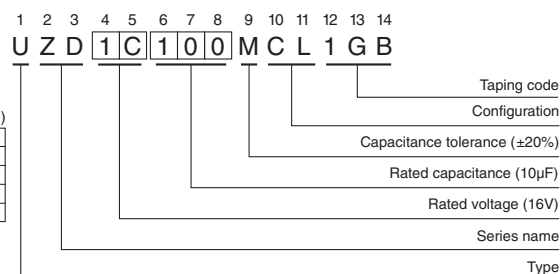 1 2 3 4 5 6 7 8 9 10 11 12 13 14
U Z D 1 C 1 0 0 M C L 1 G B
Taping code
Configuration
)
Capacitance tolerance (±20%)
Rated capacitance (10µF)
Rated voltage (16V)
Series name
Type